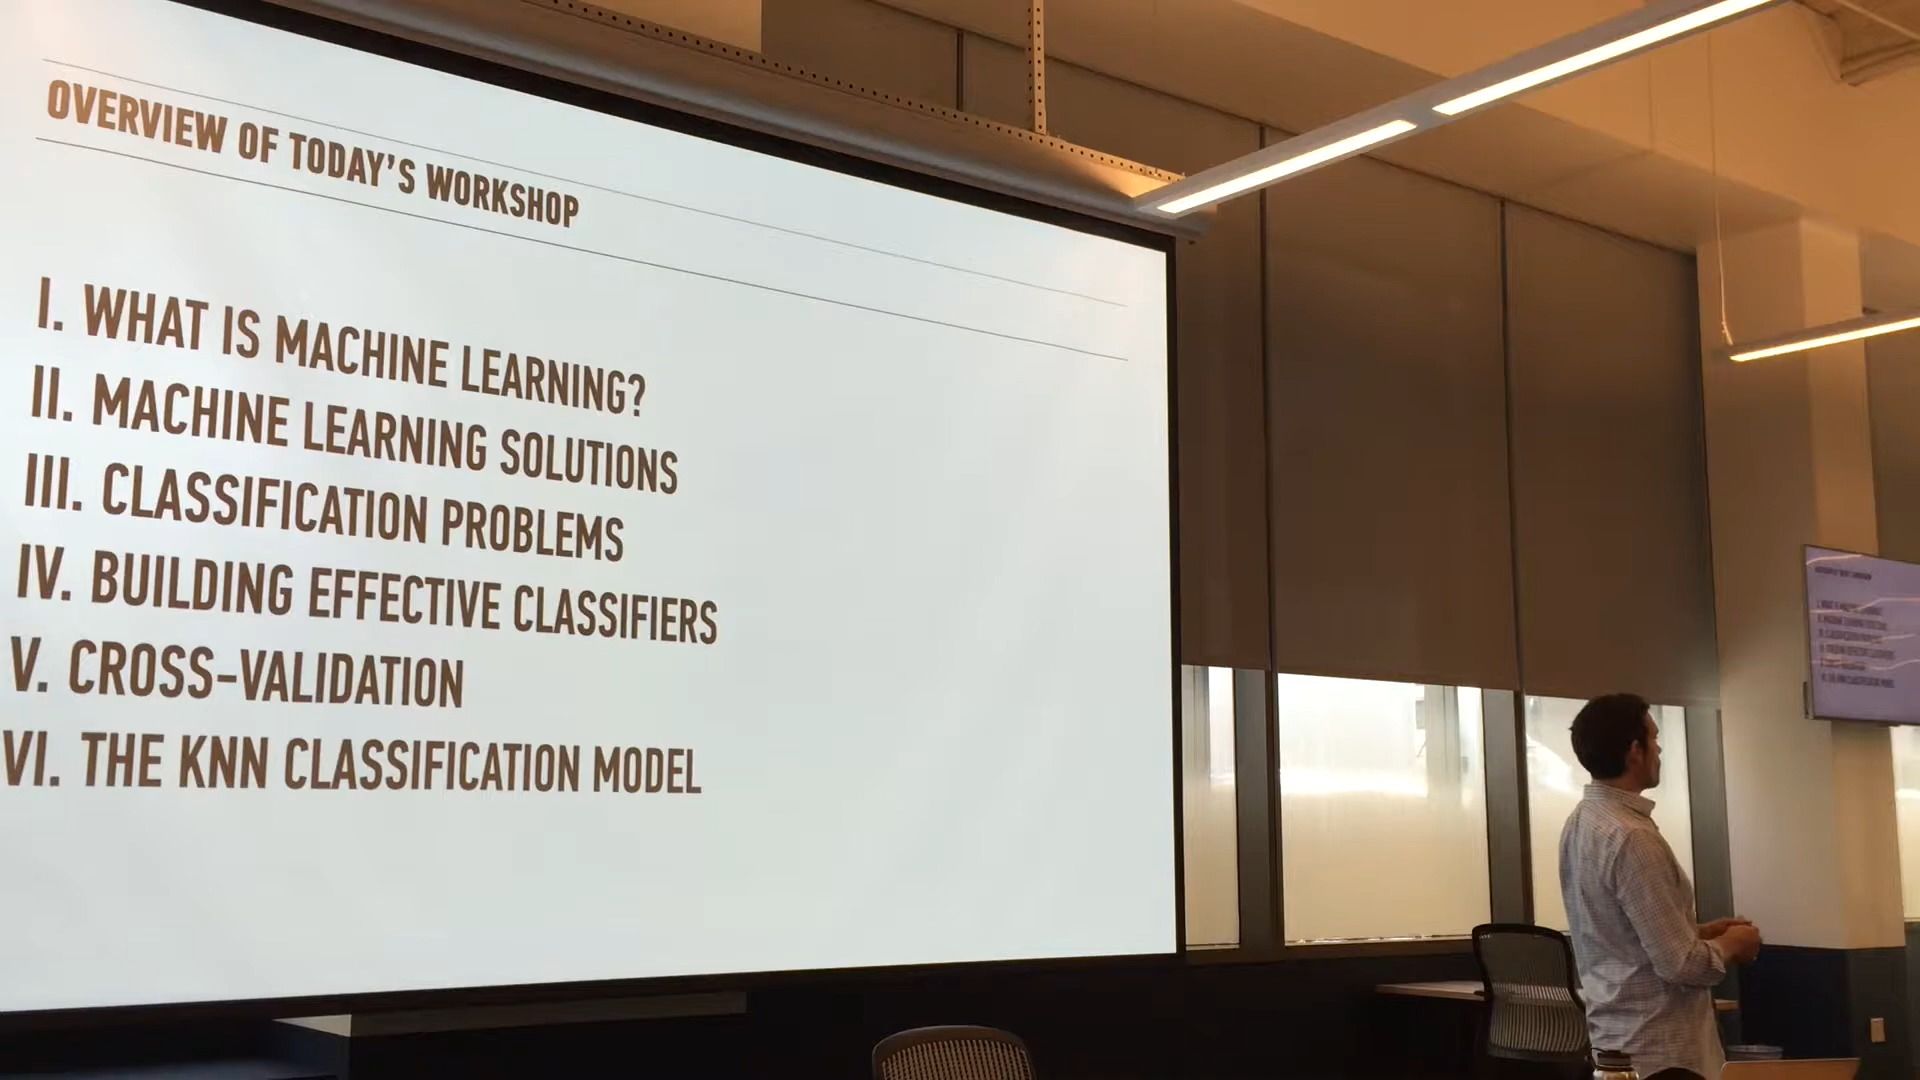 OVERVIEW OF TODAY'S WORKSHOP
I. WHAT IS MACHINE LEARNING?
II. MACHINE LEARNING SOLUTIONS
III. CLASSIFICATION PROBLEMS
IV. BUILDING EFFECTIVE CLASSIFIERS
V. CROSS-VALIDATION
VI. THE KNN CLASSIFICATION MODEL